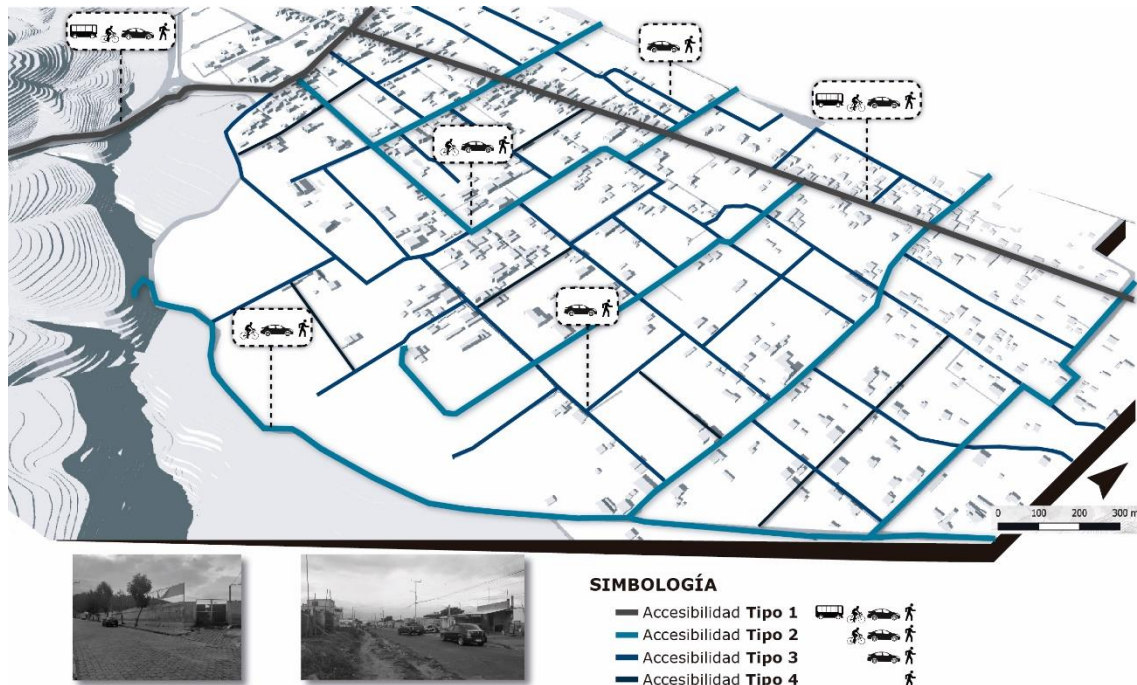 0 100 200 300 m
SIMBOLOGÍA
Accesibilidad Tipo 1
Accesibilidad Tipo 2
Accesibilidad Tipo 3
Accesibilidad Tipo 4